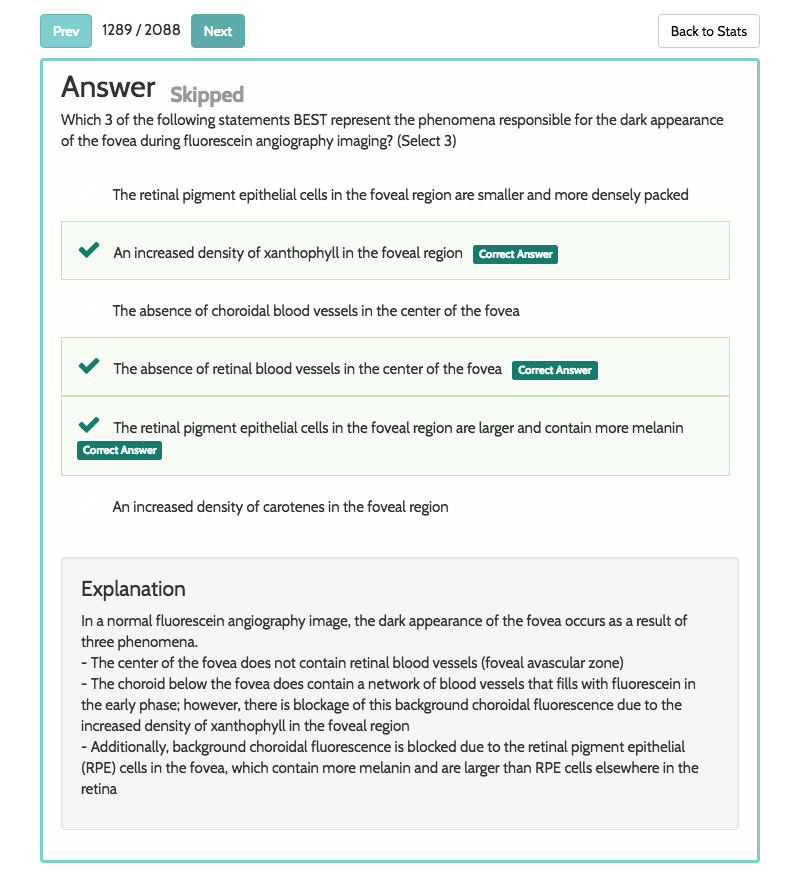 Prev 1289 / 2088 Next Back to Stats
Answer Skipped
Which 3 of the following statements BEST represent the phenomena responsible for the dark appearance
of the fovea during fluorescein angiography imaging? (Select 3)
The retinal pigment epithelial cells in the foveal region are smaller and more densely packed
An increased density of xanthophyll in the foveal region Correct Answer
The absence of choroidal blood vessels in the center of the fovea
The absence of retinal blood vessels in the center of the fovea Correct Answer
The retinal pigment epithelial cells in the foveal region are larger and contain more melanin
Correct Answer
An increased density of carotenes in the foveal region
Explanation
In a normal fluorescein angiography image, the dark appearance of the fovea occurs as a result of
three phenomena.
- The center of the fovea does not contain retinal blood vessels (foveal avascular zone)
- The choroid below the fovea does contain a network of blood vessels that fills with fluorescein in
the early phase; however, there is blockage of this background choroidal fluorescence due to the
increased density of xanthophyll in the foveal region
- Additionally, background choroidal fluorescence is blocked due to the retinal pigment epithelial
(RPE) cells in the fovea, which contain more melanin and are larger than RPE cells elsewhere in the
retina